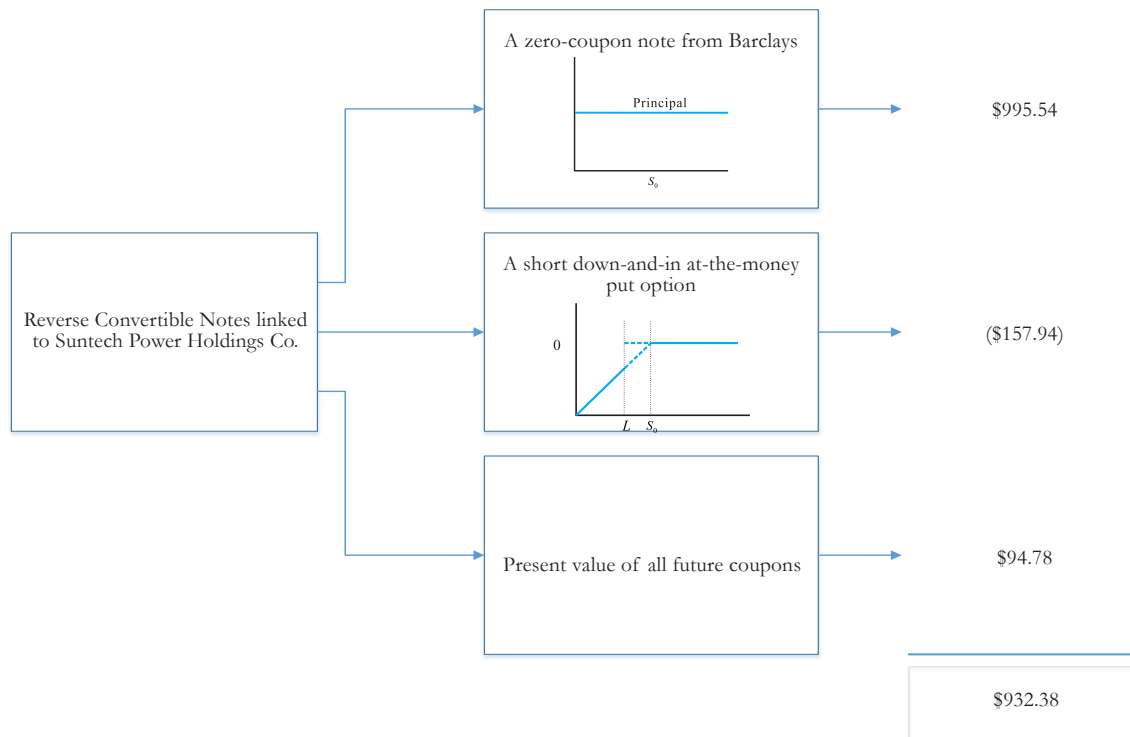 A zero-coupon note from Barclays
Principal
S₀
$995.54
Reverse Convertible Notes linked
to Suntech Power Holdings Co.
A short down-and-in at-the-money
put option
0
L S₀
($157.94)
Present value of all future coupons
$94.78
$932.38